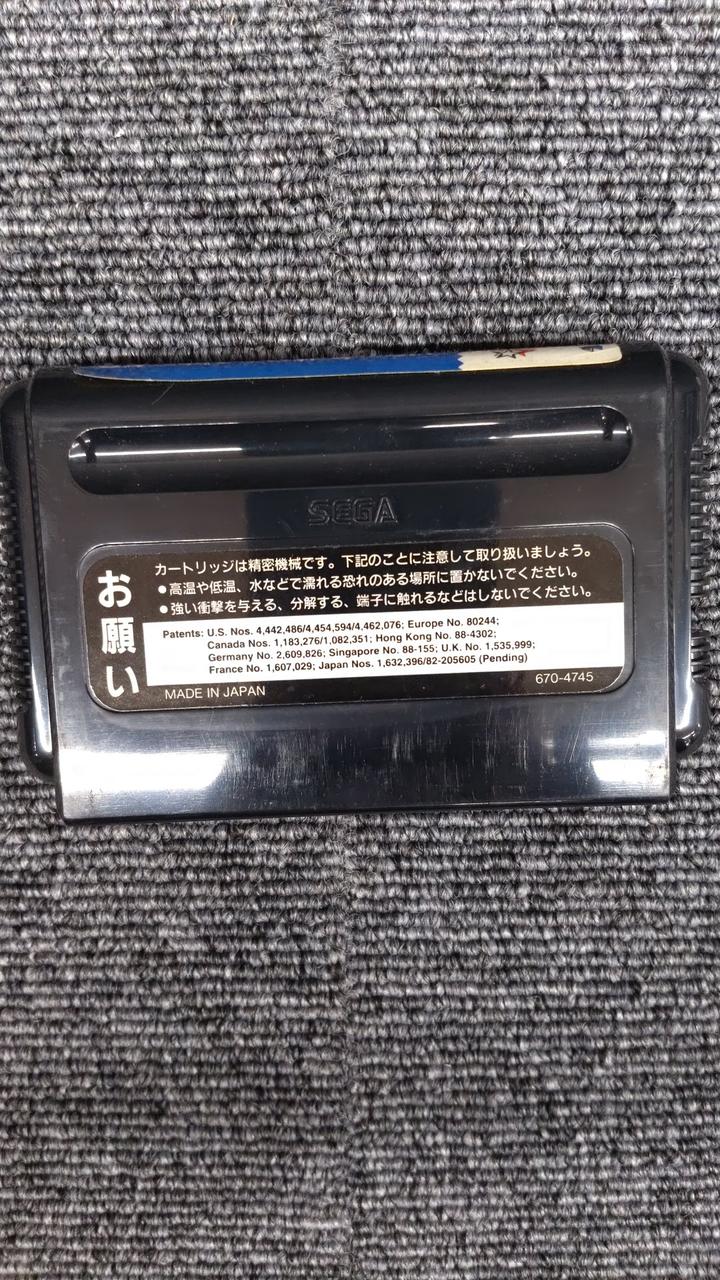 SEGA
お願い
カートリッジは精密機械です。下記のことに注意して取り扱いましょう。
●高温や低温、水などで濡れる恐れのある場所に置かないでください。
●強い衝撃を与える、分解する、端子に触れるなどはしないでください。
Patents: U.S. Nos. 4,442,486/4,454,594/4,462,076; Europe No. 80244;
Canada Nos. 1,183,276/1,082,351; Hong Kong No. 88-4302;
Germany No. 2,609,826; Singapore No. 88-155; U.K. No. 1,535,999;
France No. 1,607,029; Japan Nos. 1,632,396/82-205605 (Pending)
MADE IN JAPAN
670-4745